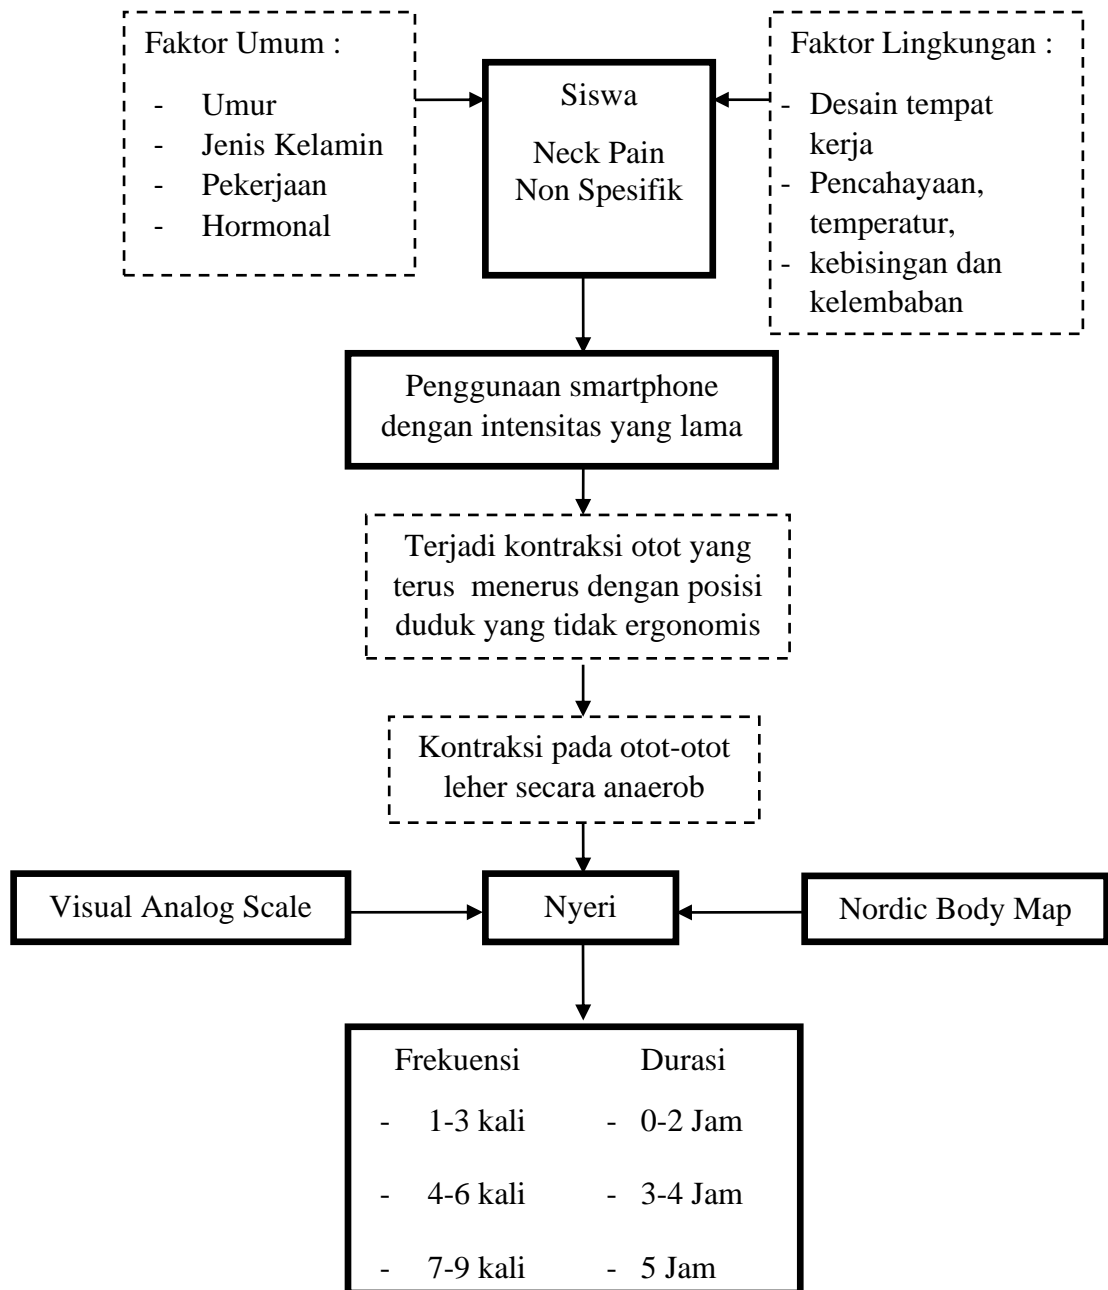 Faktor Umum :
- Umur
- Jenis Kelamin
- Pekerjaan
- Hormonal
Siswa
Neck Pain
Non Spesifik
Faktor Lingkungan :
- Desain tempat
kerja
- Pencahayaan,
temperatur,
- kebisingan dan
kelembaban
Penggunaan smartphone
dengan intensitas yang lama
Terjadi kontraksi otot yang
terus menerus dengan posisi
duduk yang tidak ergonomis
Kontraksi pada otot-otot
leher secara anaerob
Visual Analog Scale
Nyeri
Nordic Body Map
Frekuensi Durasi
- 1-3 kali - 0-2 Jam
- 4-6 kali - 3-4 Jam
- 7-9 kali - 5 Jam